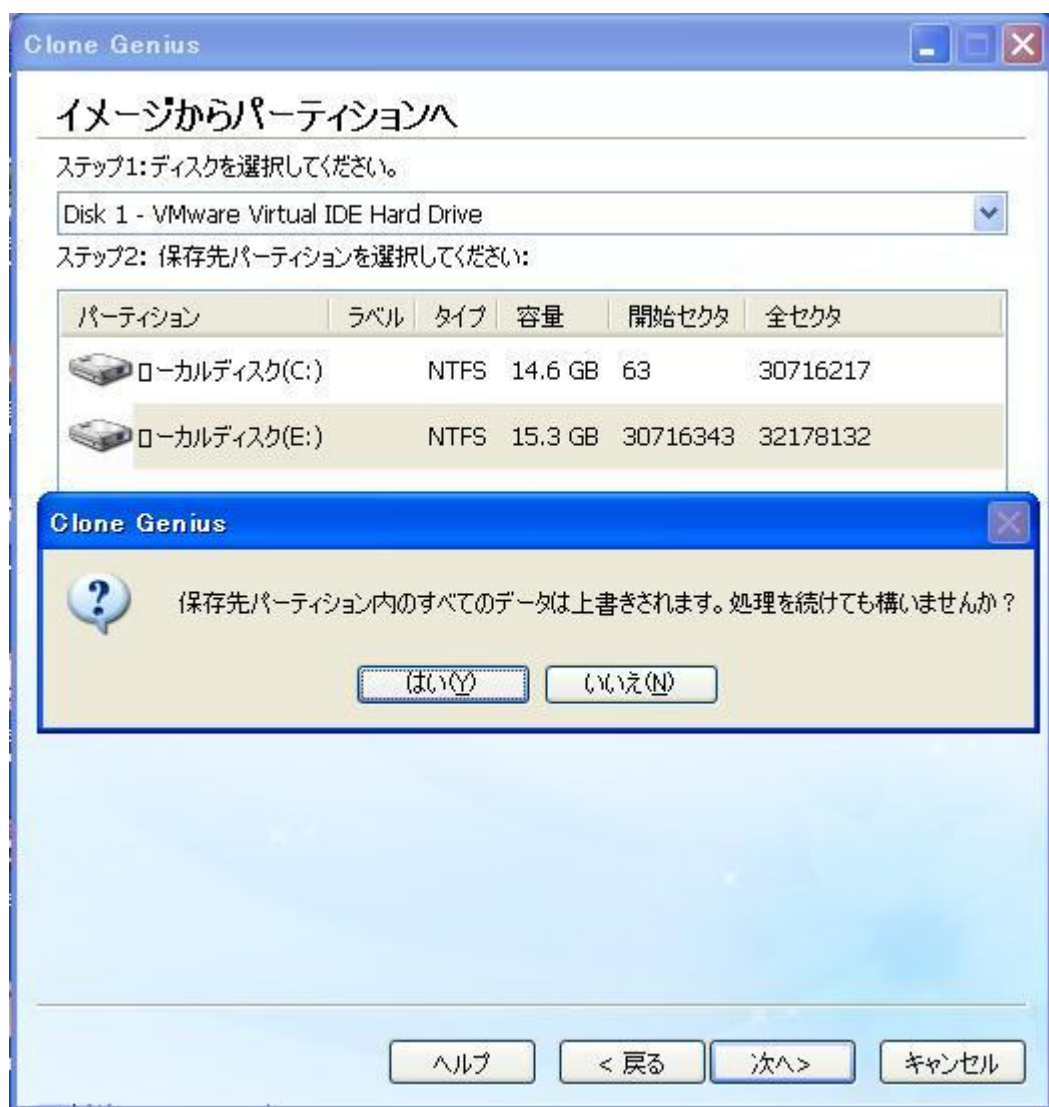 Clone Genius
イメージからパーティションへ
ステップ1:ディスクを選択してください。
Disk 1 - VMware Virtual IDE Hard Drive
ステップ2: 保存先パーティションを選択してください:
パーティション ラベル タイプ 容量 開始セクタ 全セクタ
ローカルディスク(C:) NTFS 14.6 GB 63 30716217
ローカルディスク(E:) NTFS 15.3 GB 30716343 32178132
Clone Genius
保存先パーティション内のすべてのデータは上書きされます。処理を続けても構いませんか?
はい(Y) いいえ(N)
ヘルプ < 戻る 次へ> キャンセル